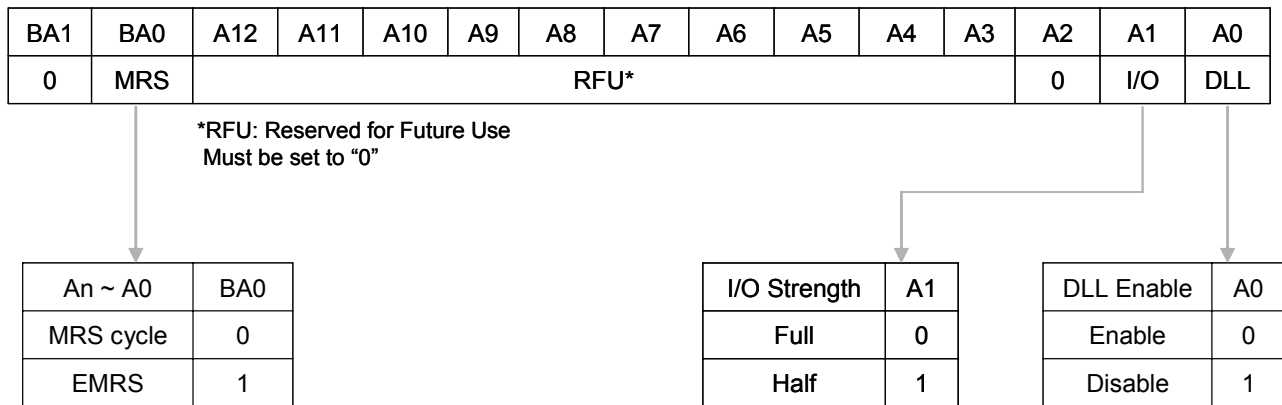 BA1 BA0 A12 A11 A10 A9 A8 A7 A6 A5 A4 A3 A2 A1 A0
0 MRS RFU* 0 I/O DLL
*RFU: Reserved for Future Use
Must be set to “0”
An ~ A0 BA0
MRS cycle 0
EMRS 1
I/O Strength A1
Full 0
Half 1
DLL Enable A0
Enable 0
Disable 1